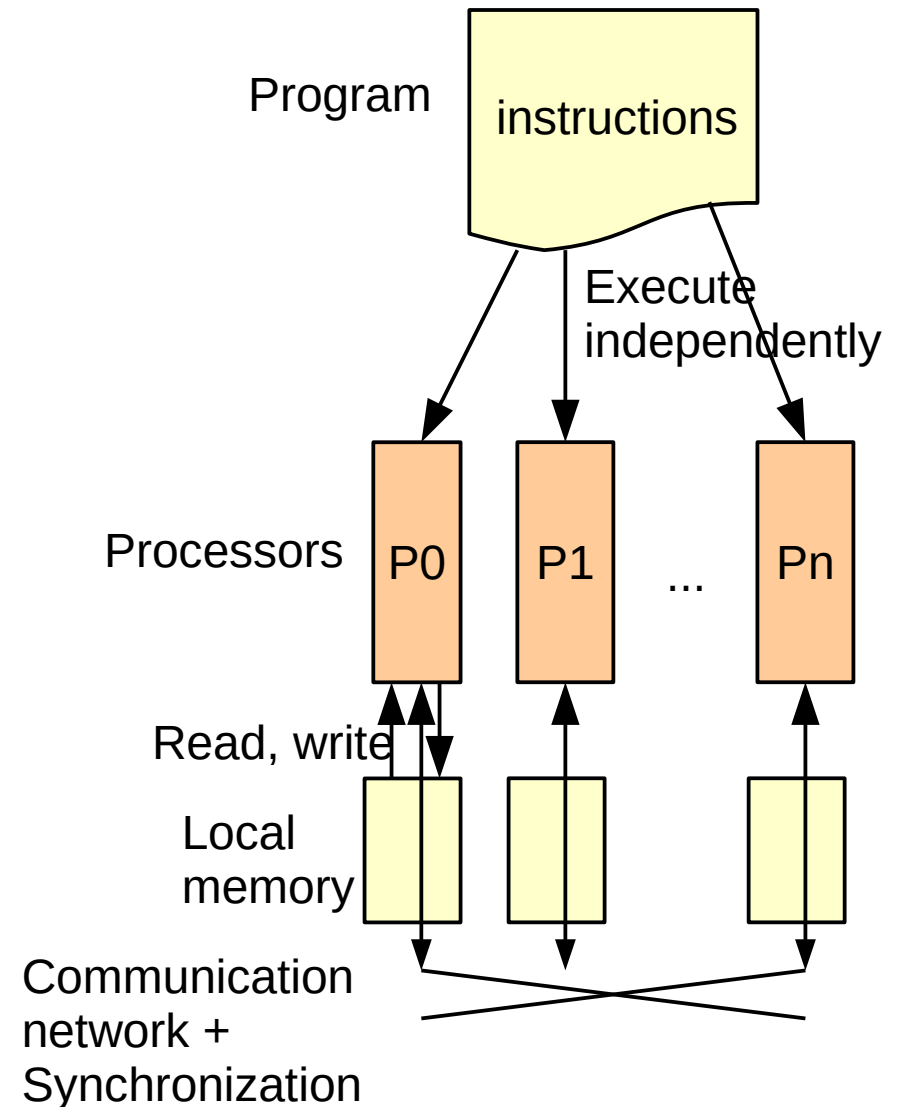 Program
instructions
Execute
independently
Processors
P0
P1
...
Pn
Read, write
Local
memory
Communication
network +
Synchronization